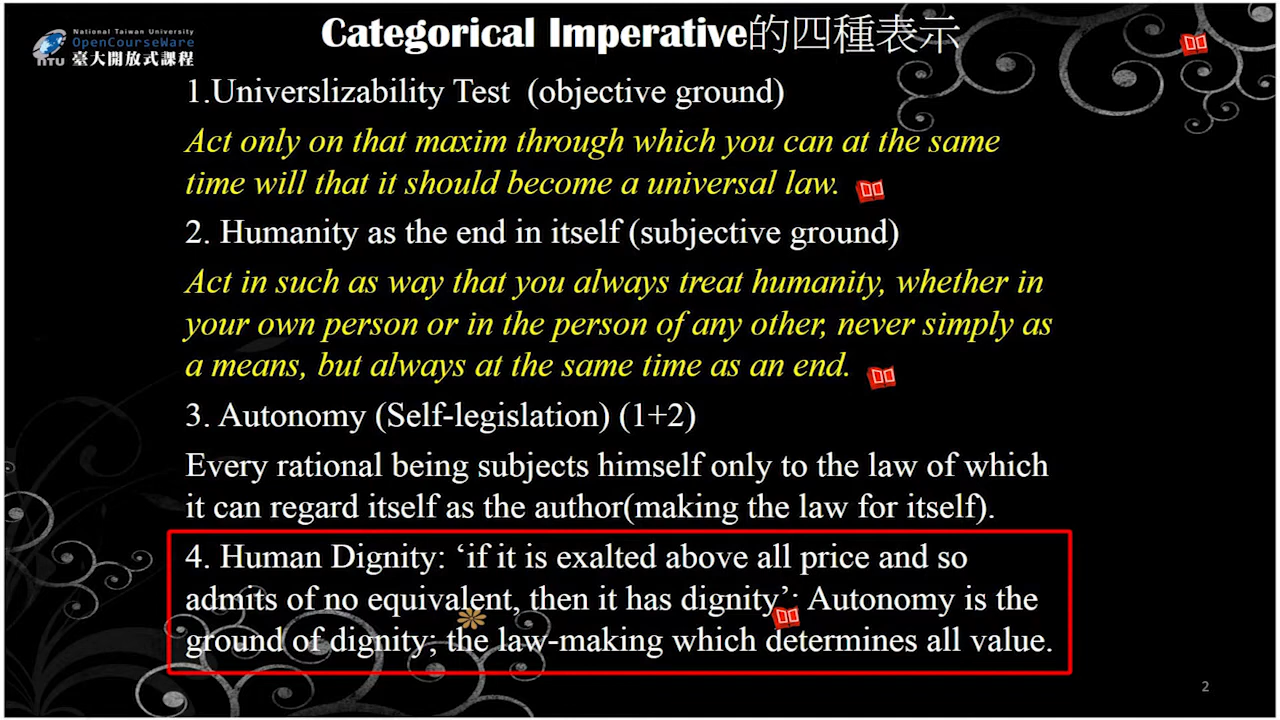 National Taiwan University
OpenCourseWare
NTU 臺大開放式課程
Categorical Imperative的四種表示
1.Universlizability Test (objective ground)
Act only on that maxim through which you can at the same
time will that it should become a universal law.
2. Humanity as the end in itself (subjective ground)
Act in such as way that you always treat humanity, whether in
your own person or in the person of any other, never simply as
a means, but always at the same time as an end.
3. Autonomy (Self-legislation) (1+2)
Every rational being subjects himself only to the law of which
it can regard itself as the author(making the law for itself).
4. Human Dignity: ‘if it is exalted above all price and so
admits of no equivalent, then it has dignity’; Autonomy is the
ground of dignity; the law-making which determines all value.
2